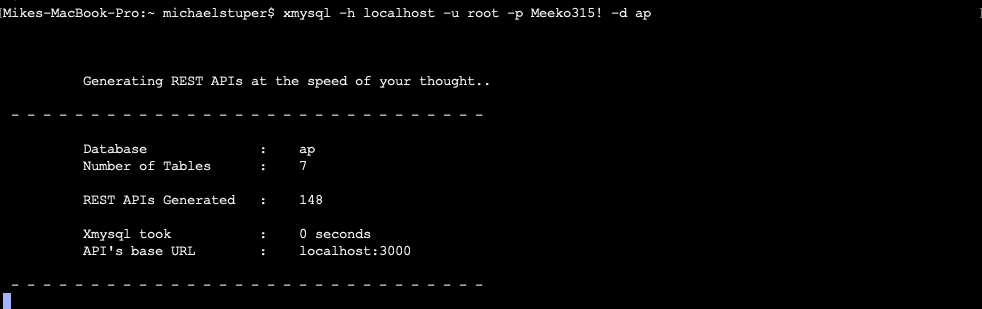 [Mikes-MacBook-Pro:~ michaelstuper$ xmysql -h localhost -u root -p Meeko315! -d ap ]
Generating REST APIs at the speed of your thought..
- - - - - - - - - - - - - - - - - - - - - - - - - - - - - -
Database : ap
Number of Tables : 7
REST APIs Generated : 148
Xmysql took : 0 seconds
API's base URL : localhost:3000
- - - - - - - - - - - - - - - - - - - - - - - - - - - - - -